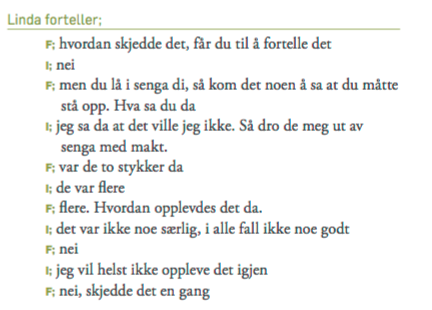 Linda forteller;
F; hvordan skjedde det, får du til å fortelle det
I; nei
F; men du lå i senga di, så kom det noen å sa at du måtte
stå opp. Hva sa du da
I; jeg sa da at det ville jeg ikke. Så dro de meg ut av
senga med makt.
F; var de to stykker da
I; de var flere
F; flere. Hvordan opplevdes det da.
I; det var ikke noe særlig, i alle fall ikke noe godt
F; nei
I; jeg vil helst ikke oppleve det igjen
F; nei, skjedde det en gang